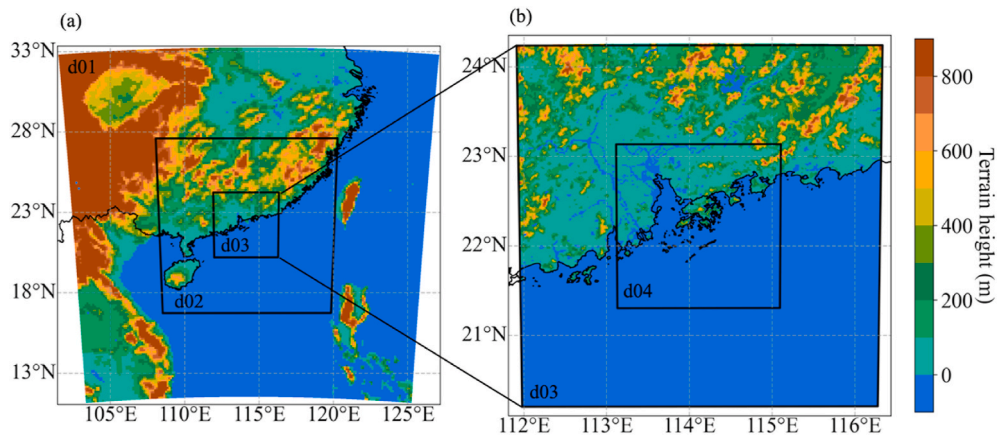 (a)
33°N
28°N
23°N
18°N
13°N
105°E 110°E 115°E 120°E 125°E
d01
d03
d02
(b)
24°N
23°N
22°N
21°N
112°E 113°E 114°E 115°E 116°E
d04
d03
800
600
400
200
0
Terrain height (m)